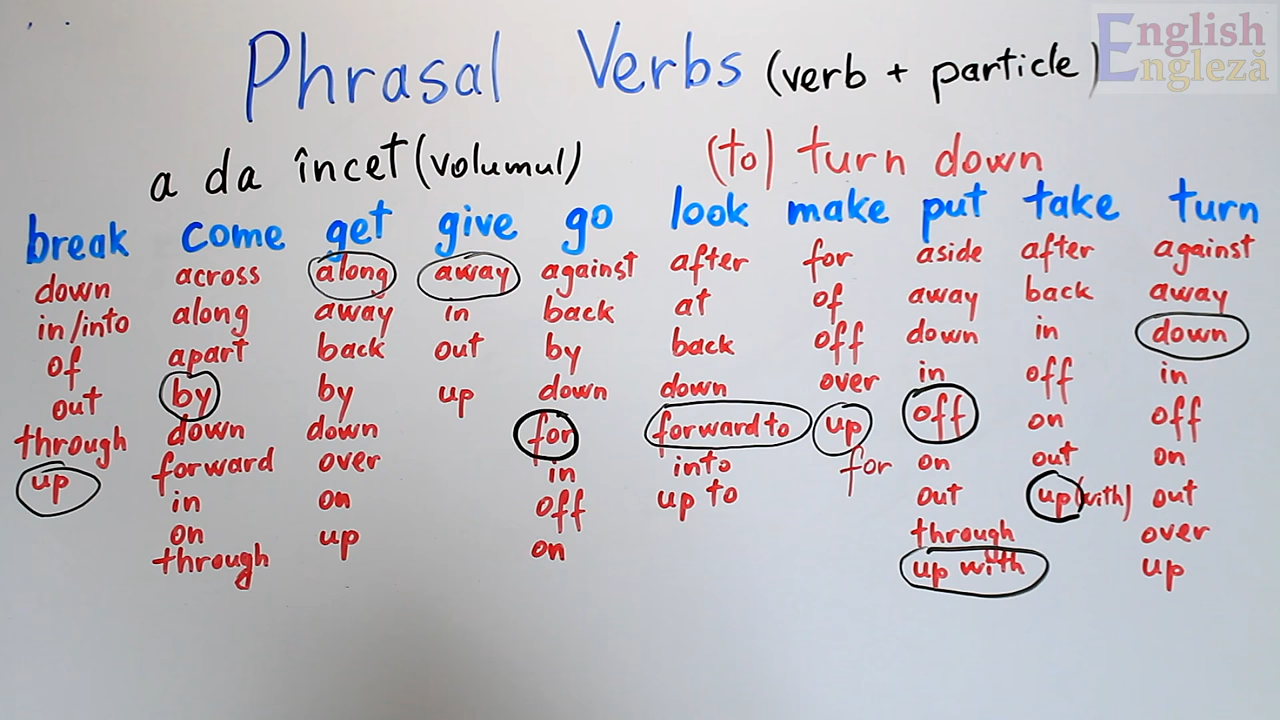 English
Engleză
Phrasal Verbs (verb + particle)
a da încet (volumul) (to) turn down
break come get give go look make put take turn
down across along away against after for aside after against
in/into along away in back at of away back away
of apart back out by back off down in down
out by by up down down over in off in
through down down for forward to up off on off
up forward over in into for on out on
in on off up to out up (with) out
on up on through over
through up with up